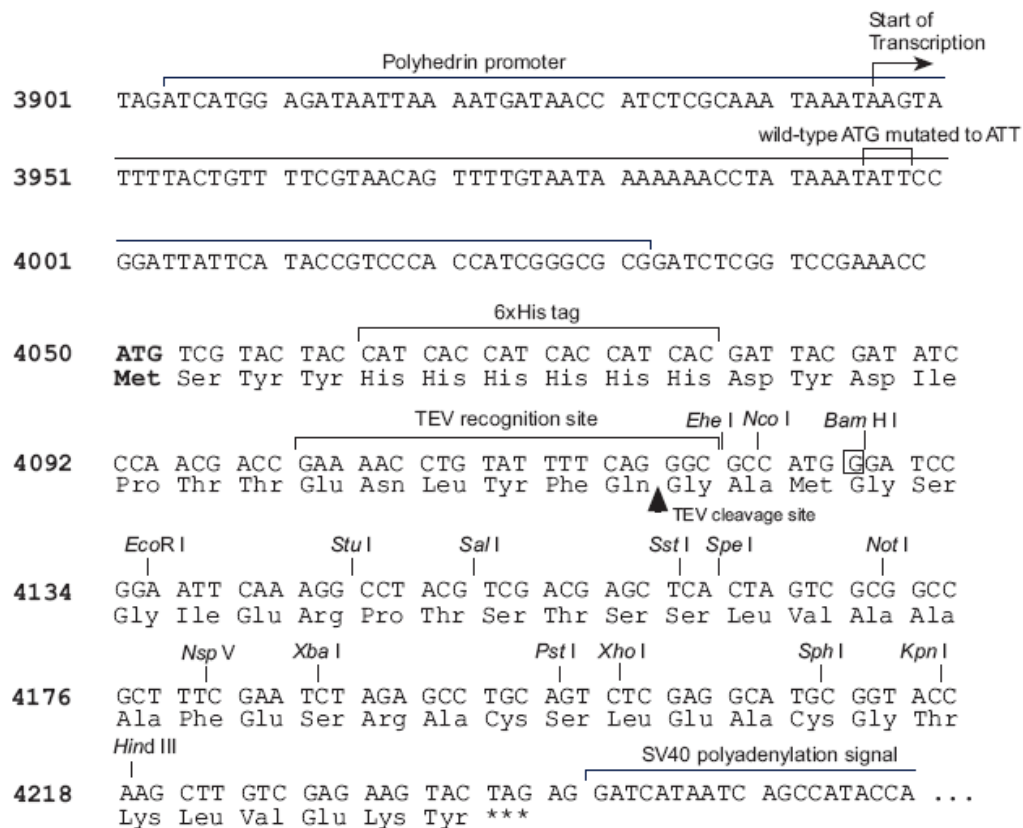 Start of
Transcription
Polyhedrin promoter
3901 TAGATCATGG AGATAATTAA AATGATAACC ATCTCGCAAA TAAATAAGTA
wild-type ATG mutated to ATT
3951 TTTTACTGTT TTCGTAACAG TTTTGTAATA AAAAAACCTA TAAATATTCC
4001 GGATTATTCA TACCGTCCCA CCATCGGGCG CGGATCTCGG TCCGAAACC
6xHis tag
4050 ATG TCG TAC TAC CAT CAC CAT CAC CAT CAC GAT TAC GAT ATC
Met Ser Tyr Tyr His His His His His His Asp Tyr Asp Ile
TEV recognition site Ehe I Nco I Bam H I
4092 CCA ACG ACC GAA AAC CTG TAT TTT CAG GGC GCC ATG GGA TCC
Pro Thr Thr Glu Asn Leu Tyr Phe Gln Gly Ala Met Gly Ser
TEV cleavage site
EcoR I Stu I Sal I Sst I Spe I Not I
4134 GGA ATT CAA AGG CCT ACG TCG ACG AGC TCA CTA GTC GCG GCC
Gly Ile Glu Arg Pro Thr Ser Thr Ser Ser Leu Val Ala Ala
Nsp V Xba I Pst I Xho I Sph I Kpn I
4176 GCT TTC GAA TCT AGA GCC TGC AGT CTC GAG GCA TGC GGT ACC
Ala Phe Glu Ser Arg Ala Cys Ser Leu Glu Ala Cys Gly Thr
Hind III SV40 polyadenylation signal
4218 AAG CTT GTC GAG AAG TAC TAG AG GATCATAATC AGCCATACCA ...
Lys Leu Val Glu Lys Tyr ***